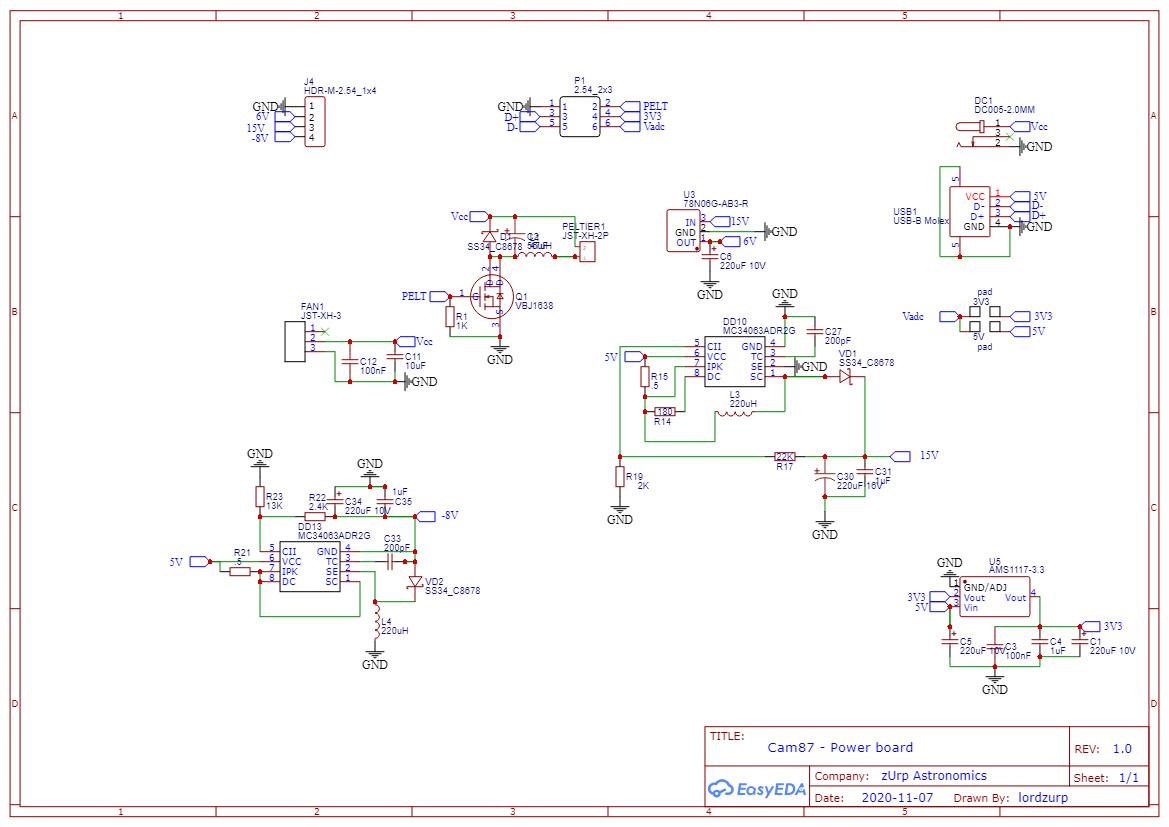 1 2 3 4 5
A
B
C
D
A
B
C
D
J4
HDR-M-2.54_1x4
GND
6V
15V
-8V
1
2
3
4
P1
2.54_2x3
GND
D+
D-
1
3
5
1
3
5
2
4
6
2
4
6
PELT
3V3
Vadc
DC1
DC005-2.0MM
1
3
2
Vcc
GND
USB1
USB-B Molex
5
VCC
D-
D+
GND
5
1
2
3
4
5V
D-
D+
GND
U3
78N06G-AB3-R
IN
GND
OUT
3
2
1
15V
GND
6V
C6
220uF 10V
GND
Vcc
D1
SS34_C8678
PELTIER1
JST-XH-2P
2
1
PELT
1
2
4
D
D
G
S
3
Q1
VBJ1638
R1
1K
GND
FAN1
JST-XH-3
1
2
3
Vcc
C12
100nF
C11
10uF
GND
pad
3V3
Vadc
3V3
5V
5V
pad
GND
DD10
MC34063ADR2G
C27
200pF
5V
5
6
7
8
CII
VCC
IPK
DC
GND
TC
SE
SC
4
3
2
1
GND
VD1
SS34_C8678
R15
.5
180
R14
L3
220uH
22K
R17
15V
R19
2K
GND
C30
220uF 16V
C31
1uF
GND
GND
R23
13K
GND
R22
2.4K
C34
220uF 10V
1uF
C35
-8V
DD13
MC34063ADR2G
5V
R21
.5
5
6
7
8
CII
VCC
IPK
DC
GND
TC
SE
SC
4
3
2
1
C33
200pF
VD2
SS34_C8678
L4
220uH
GND
GND
U5
AMS1117-3.3
3V3
5V
1
2
3
GND/ADJ
Vout
Vin
Vout
4
3V3
C5
220uF 10V
C3
100nF
C4
1uF
C1
220uF 10V
GND
TITLE:
Cam87 - Power board
REV: 1.0
EasyEDA
Company: zUrp Astronomics
Sheet: 1/1
Date: 2020-11-07 Drawn By: lordzurp
1 2 3 4 5